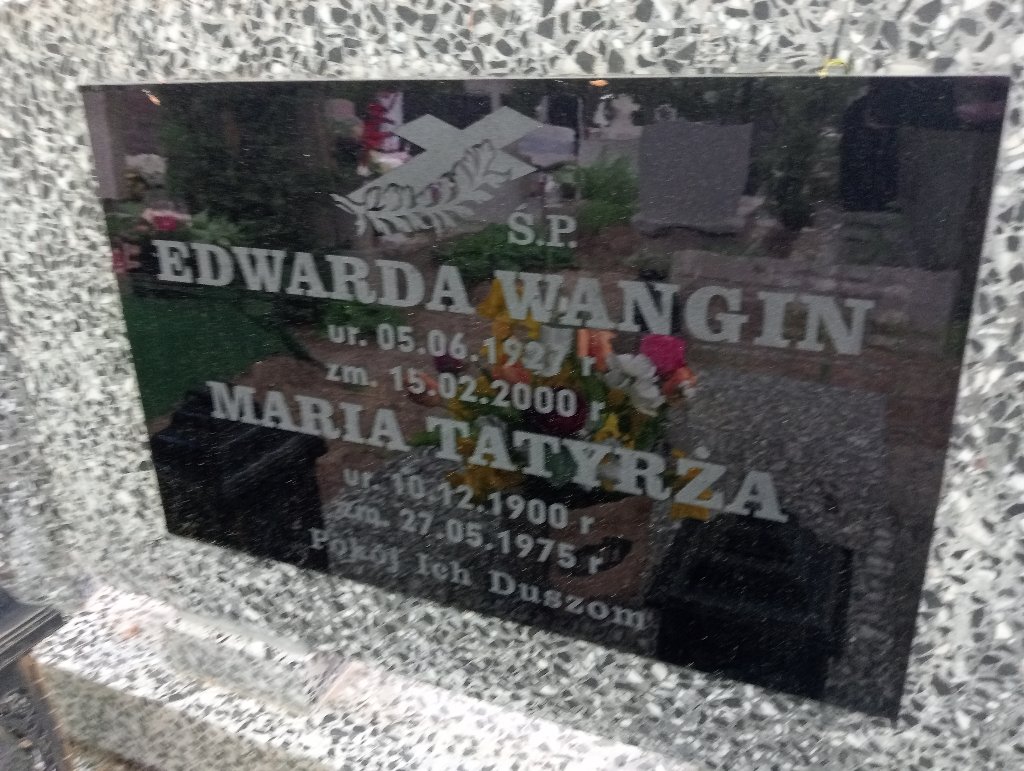 S.P.
EDWARDA WANGIN
ur. 05.06.1927 r
zm. 15.02.2000 r
MARIA TATYRŻA
ur. 10.12.1900 r
zm. 27.05.1975 r
Pokój Ich Duszom